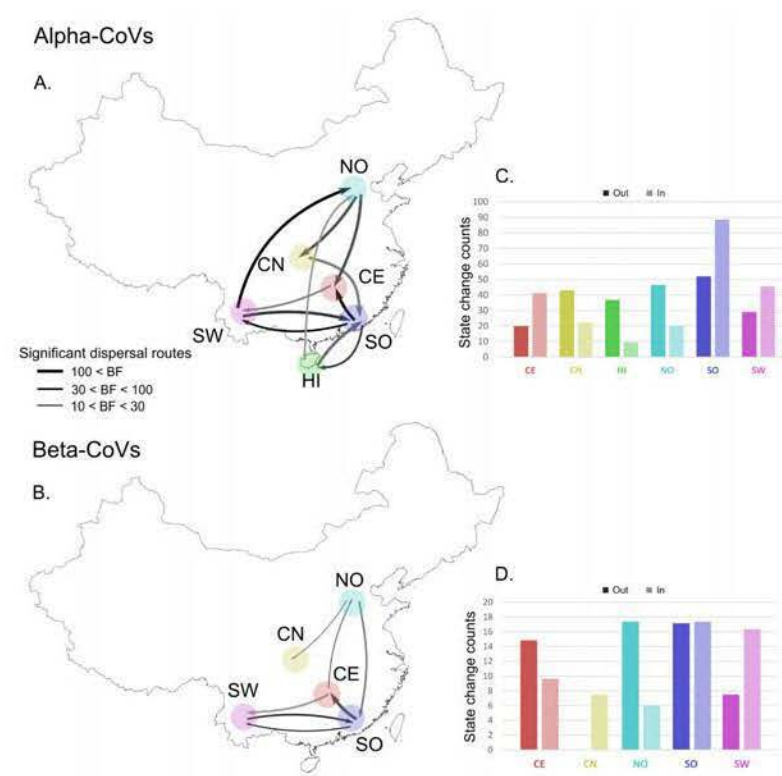 Alpha-CoVs
A.
NO
CN
CE
SW
SO
HI
Significant dispersal routes
100 < BF
30 < BF < 100
10 < BF < 30
C.
Out In
State change counts
100
90
80
70
60
50
40
30
20
10
0
CE CN HI NO SO SW
Beta-CoVs
B.
NO
CN
CE
SW
SO
D.
Out In
State change counts
20
18
16
14
12
10
8
6
4
2
0
CE CN NO SO SW